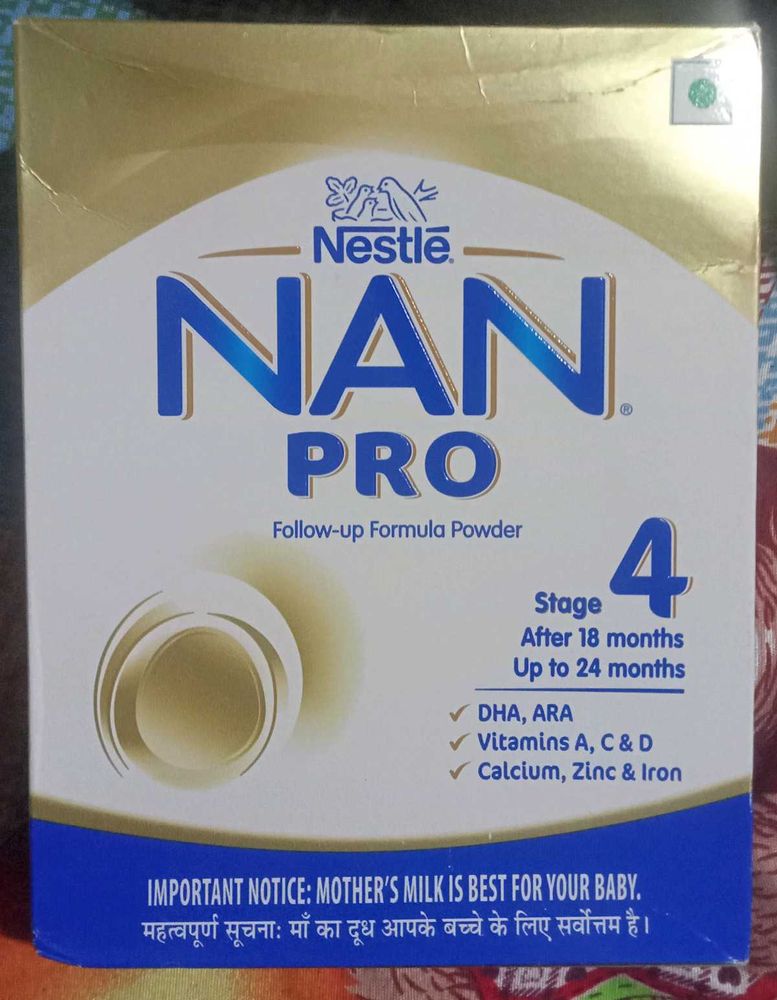 Nestlé
NAN®
PRO
Follow-up Formula Powder
Stage 4
After 18 months
Up to 24 months
DHA, ARA
Vitamins A, C & D
Calcium, Zinc & Iron
IMPORTANT NOTICE: MOTHER'S MILK IS BEST FOR YOUR BABY.
महत्वपूर्ण सूचना: माँ का दूध आपके बच्चे के लिए सर्वोत्तम है।